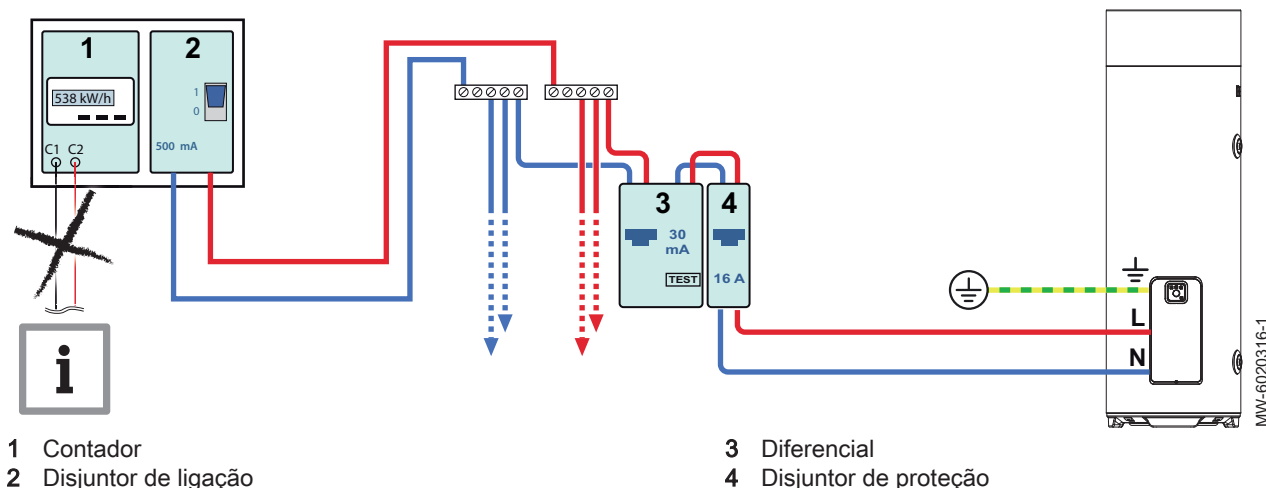 1
2
538 kW/h
1
0
C1 C2
500 mA
3
4
30
mA
TEST
16 A
L
N
i
MW-6020316-1
1 Contador
2 Disjuntor de ligação
3 Diferencial
4 Disjuntor de proteção